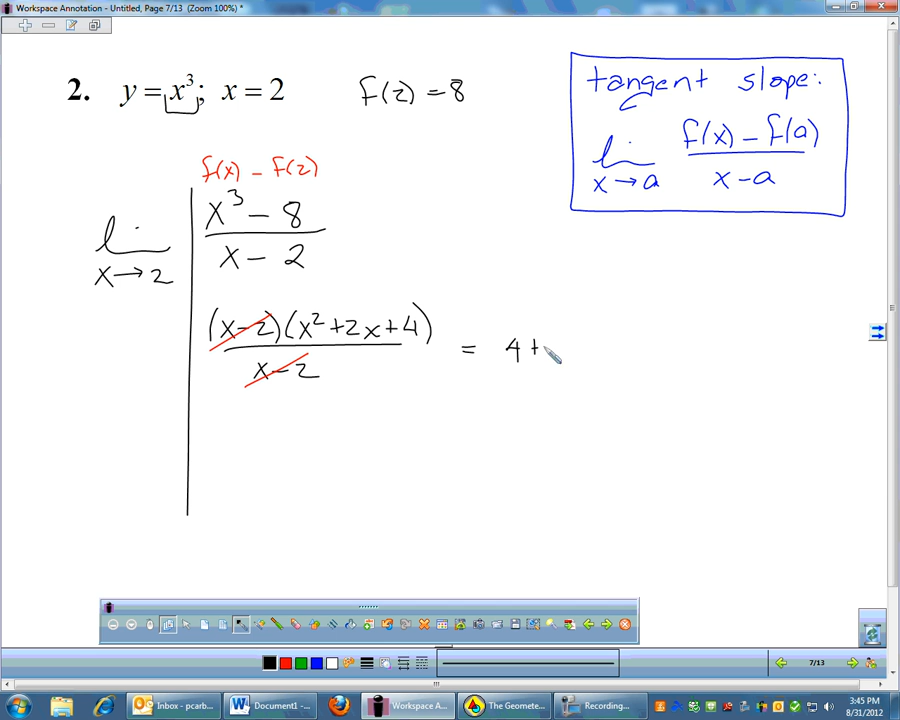 Workspace Annotation - Untitled, Page 7/13 (Zoom 100%) *
2. y = x³; x = 2 f(2) = 8
tangent slope:
lim x→a f(x) – f(a) / x – a
f(x) – f(2)
lim x→2 x³ – 8 / x – 2
(x–2)(x²+2x+4) / x–2 = 4 +
7/13
Inbox - pcarb...
Document1 -...
Workspace A...
The Geomete...
Recording...
3:45 PM
8/31/2012